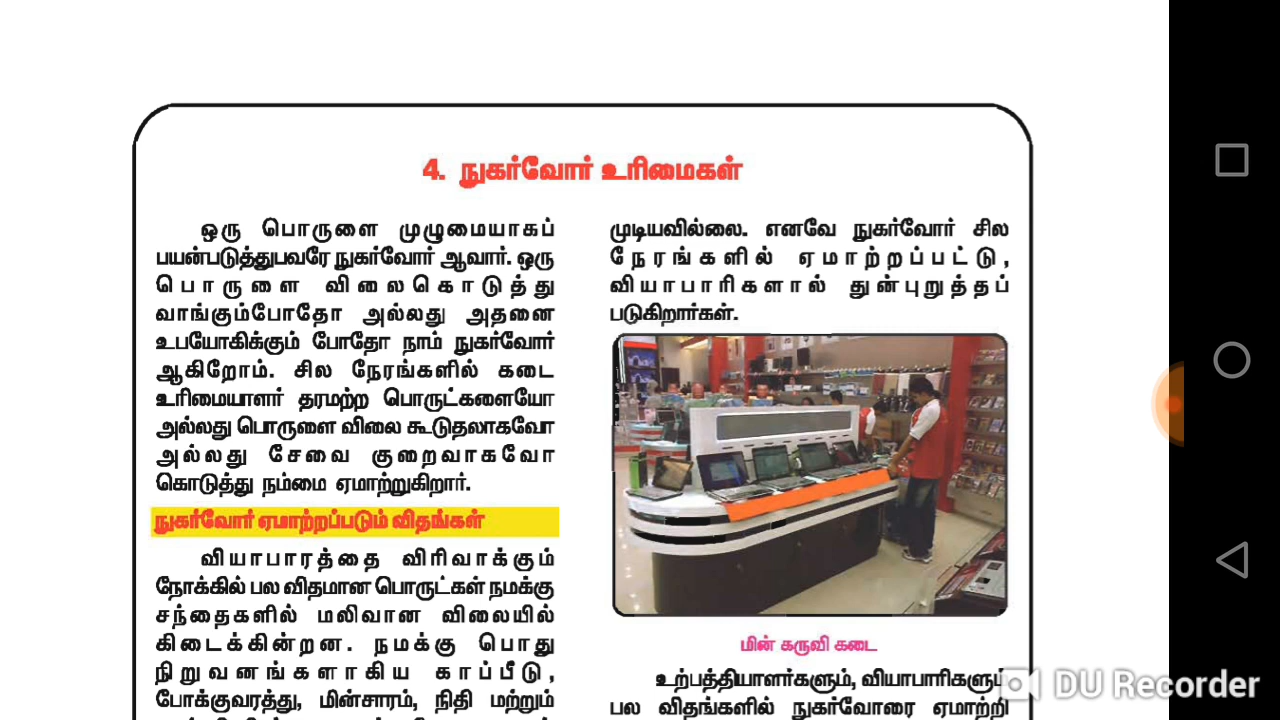 4. நுகர்வோர் உரிமைகள்
ஒரு பொருளை முழுமையாகப்
பயன்படுத்துபவரே நுகர்வோர் ஆவார். ஒரு
பொருளை விலைகொடுத்து
வாங்கும்போதோ அல்லது அதனை
உபயோகிக்கும் போதோ நாம் நுகர்வோர்
ஆகிறோம். சில நேரங்களில் கடை
உரிமையாளர் தரமற்ற பொருட்களையோ
அல்லது பொருளை விலை கூடுதலாகவோ
அல்லது சேவை குறைவாகவோ
கொடுத்து நம்மை ஏமாற்றுகிறார்.
நுகர்வோர் ஏமாற்றப்படும் விதங்கள்
வியாபாரத்தை விரிவாக்கும்
நோக்கில் பல விதமான பொருட்கள் நமக்கு
சந்தைகளில் மலிவான விலையில்
கிடைக்கின்றன. நமக்கு பொது
நிறுவனங்களாகிய காப்பீடு,
போக்குவரத்து, மின்சாரம், நிதி மற்றும்
முடியவில்லை. எனவே நுகர்வோர் சில
நேரங்களில் ஏமாற்றப்பட்டு,
வியாபாரிகளால் துன்புறுத்தப்
படுகிறார்கள்.
மின் கருவி கடை
உற்பத்தியாளர்களும், வியாபாரிகளும்
பல விதங்களில் நுகர்வோரை ஏமாற்றி
DU Recorder